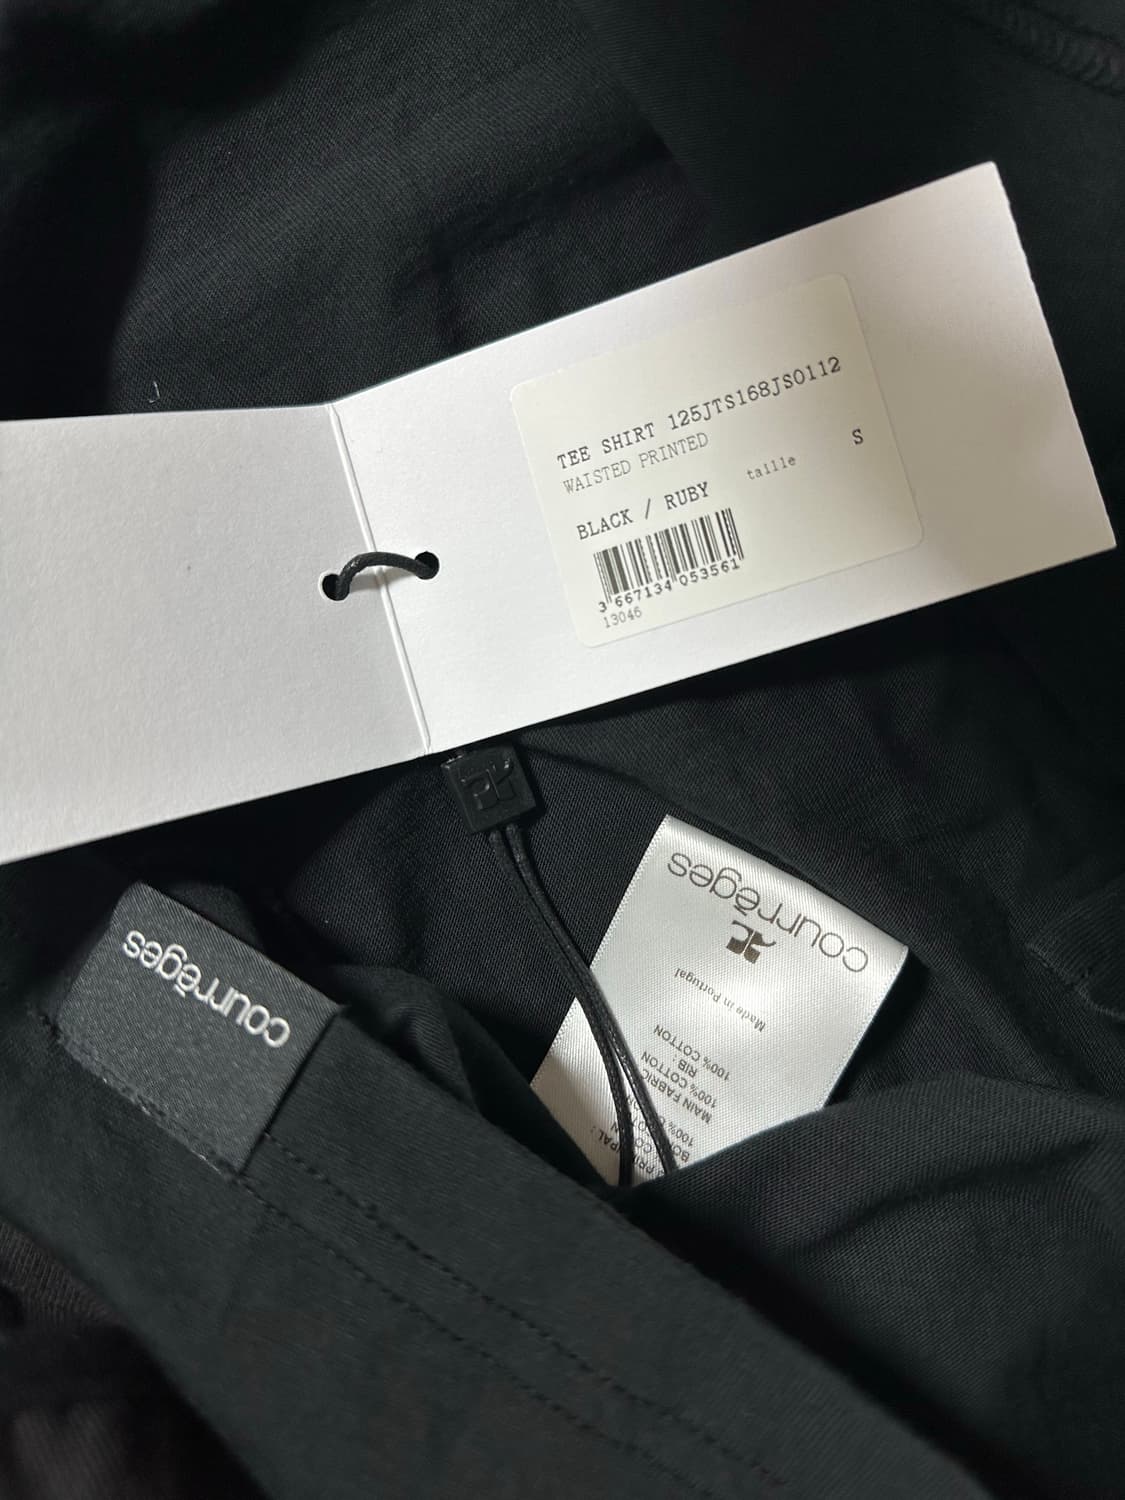 TEE SHIRT 125JTS168JS0112
WAISTED PRINTED
taille S
BLACK / RUBY
3 667134 053561
13046
courrèges
courrèges
Made in Portugal
100% COTTON
RIB :
100% COTTON
MAIN FABRIC